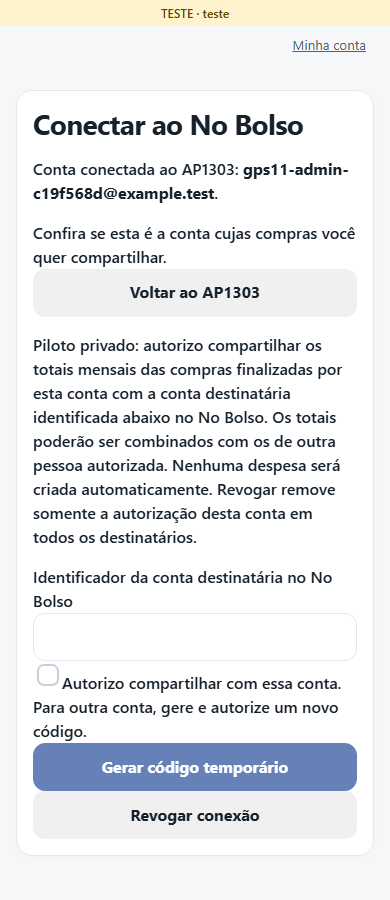 TESTE · teste
Minha conta
Conectar ao No Bolso
Conta conectada ao AP1303: gps11-admin-
c19f568d@example.test.
Confira se esta é a conta cujas compras você
quer compartilhar.
Voltar ao AP1303
Piloto privado: autorizo compartilhar os
totais mensais das compras finalizadas por
esta conta com a conta destinatária
identificada abaixo no No Bolso. Os totais
poderão ser combinados com os de outra
pessoa autorizada. Nenhuma despesa será
criada automaticamente. Revogar remove
somente a autorização desta conta em
todos os destinatários.
Identificador da conta destinatária no No
Bolso
Autorizo compartilhar com essa conta.
Para outra conta, gere e autorize um novo
código.
Gerar código temporário
Revogar conexão